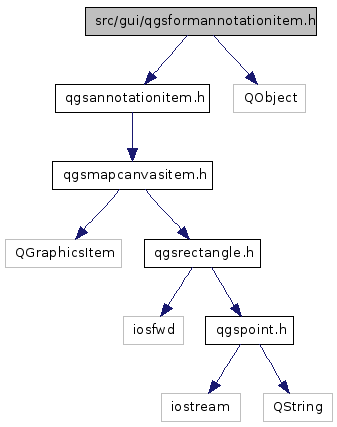 src/gui/qgsformannotationitem.h
qgsannotationitem.h
QObject
qgsmapcanvasitem.h
QGraphicsItem
qgsrectangle.h
iosfwd
qgspoint.h
iostream
QString